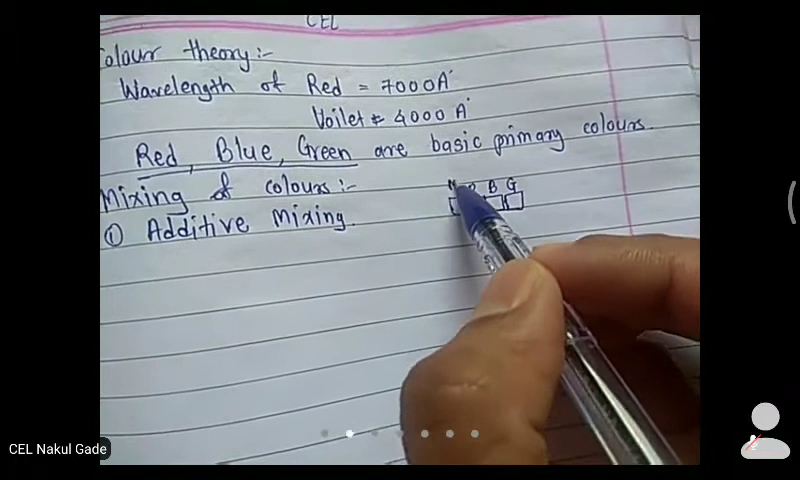 CEL
Colour theory:-
Wavelength of Red = 7000A°
Voilet = 4000 A°
Red, Blue, Green are basic primary colours.
Mixing of colours:-
B G
① Additive Mixing.
CEL Nakul Gade